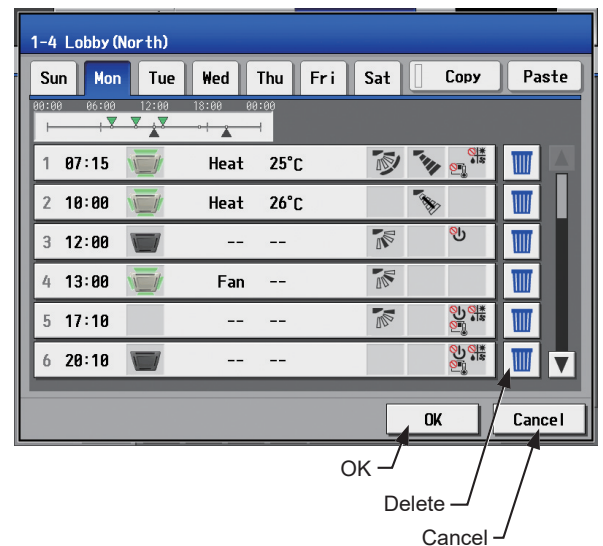 1-4 Lobby(North)
Sun Mon Tue Wed Thu Fri Sat Copy Paste
00:00 06:00 12:00 18:00 00:00
1 07:15 Heat 25°C
2 10:00 Heat 26°C
3 12:00 -- --
4 13:00 Fan --
5 17:10 -- --
6 20:10 -- --
OK Cancel
OK
Delete
Cancel